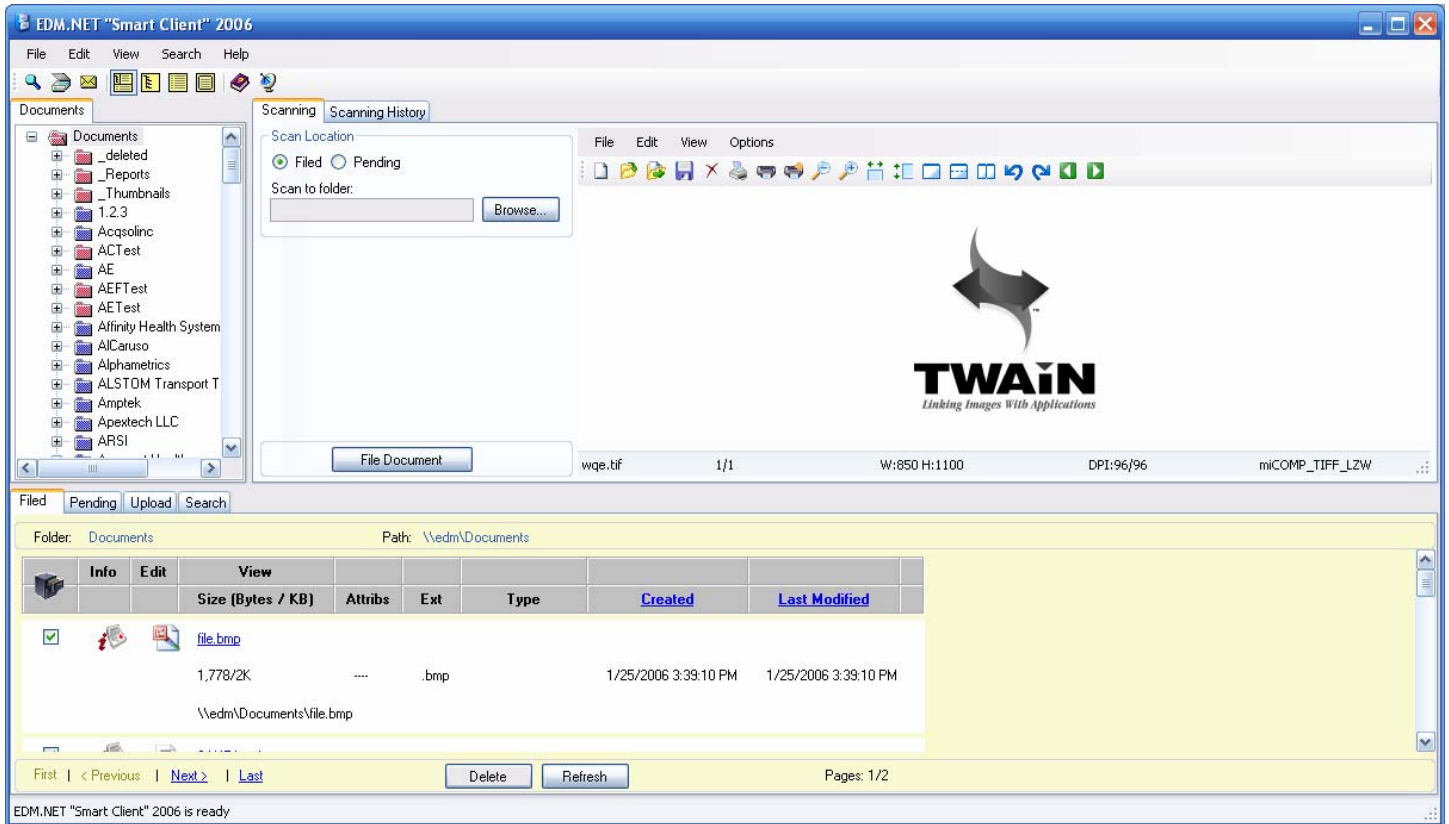 EDM.NET "Smart Client" 2006
File Edit View Search Help
Documents
Documents
_deleted
_Reports
_Thumbnails
1.2.3
Acqsolinc
ACTest
AE
AEFTest
AETest
Affinity Health System
AlCaruso
Alphametrics
ALSTOM Transport T
Amptek
Apextech LLC
ARSI
Scanning Scanning History
Scan Location
Filed Pending
Scan to folder:
Browse...
File Document
File Edit View Options
TWAiN
Linking Images With Applications
wqe.tif 1/1 W:850 H:1100 DPI:96/96 miCOMP_TIFF_LZW
Filed Pending Upload Search
Folder: Documents Path: \\edm\Documents
Info Edit View
Size (Bytes / KB) Attribs Ext Type Created Last Modified
file.bmp
1,778/2K ---- .bmp 1/25/2006 3:39:10 PM 1/25/2006 3:39:10 PM
\\edm\Documents\file.bmp
First | < Previous | Next > | Last Delete Refresh Pages: 1/2
EDM.NET "Smart Client" 2006 is ready